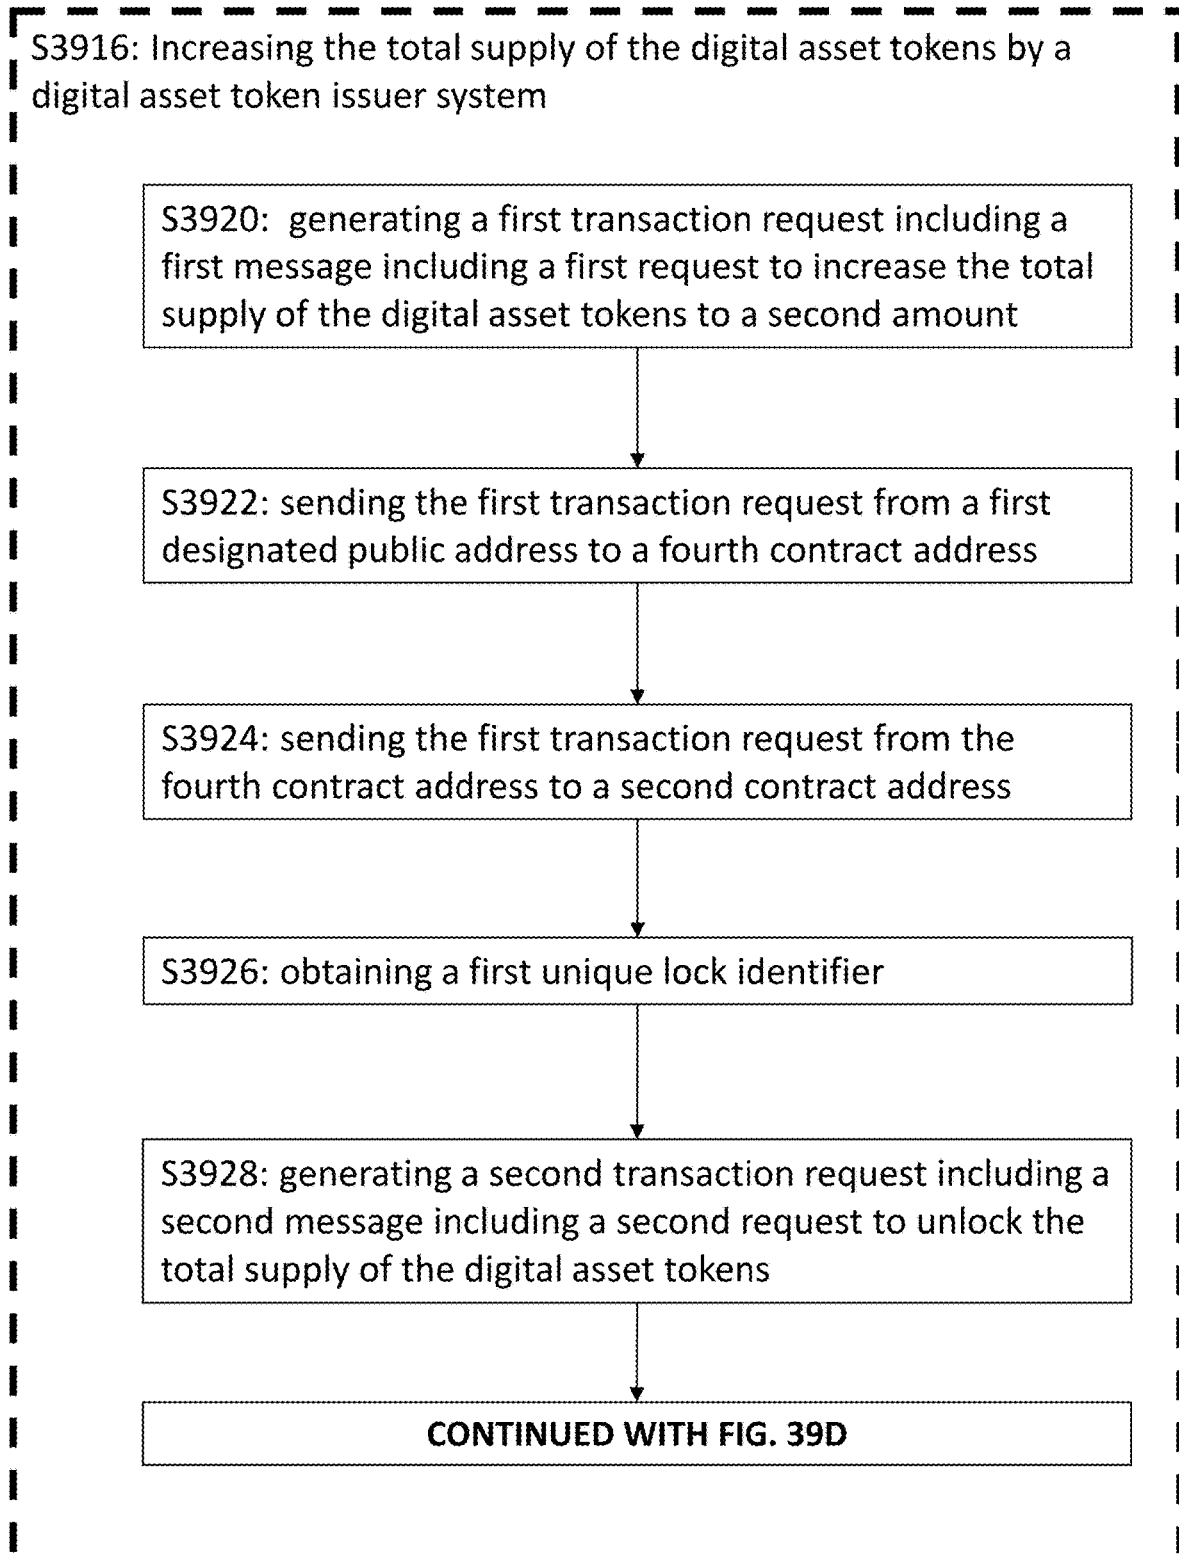 S3916: Increasing the total supply of the digital asset tokens by a
digital asset token issuer system
S3920:  generating a first transaction request including a
first message including a first request to increase the total
supply of the digital asset tokens to a second amount
S3922: sending the first transaction request from a first
designated public address to a fourth contract address
S3924: sending the first transaction request from the
fourth contract address to a second contract address
S3926: obtaining a first unique lock identifier
S3928: generating a second transaction request including a
second message including a second request to unlock the
total supply of the digital asset tokens
CONTINUED WITH FIG. 39D